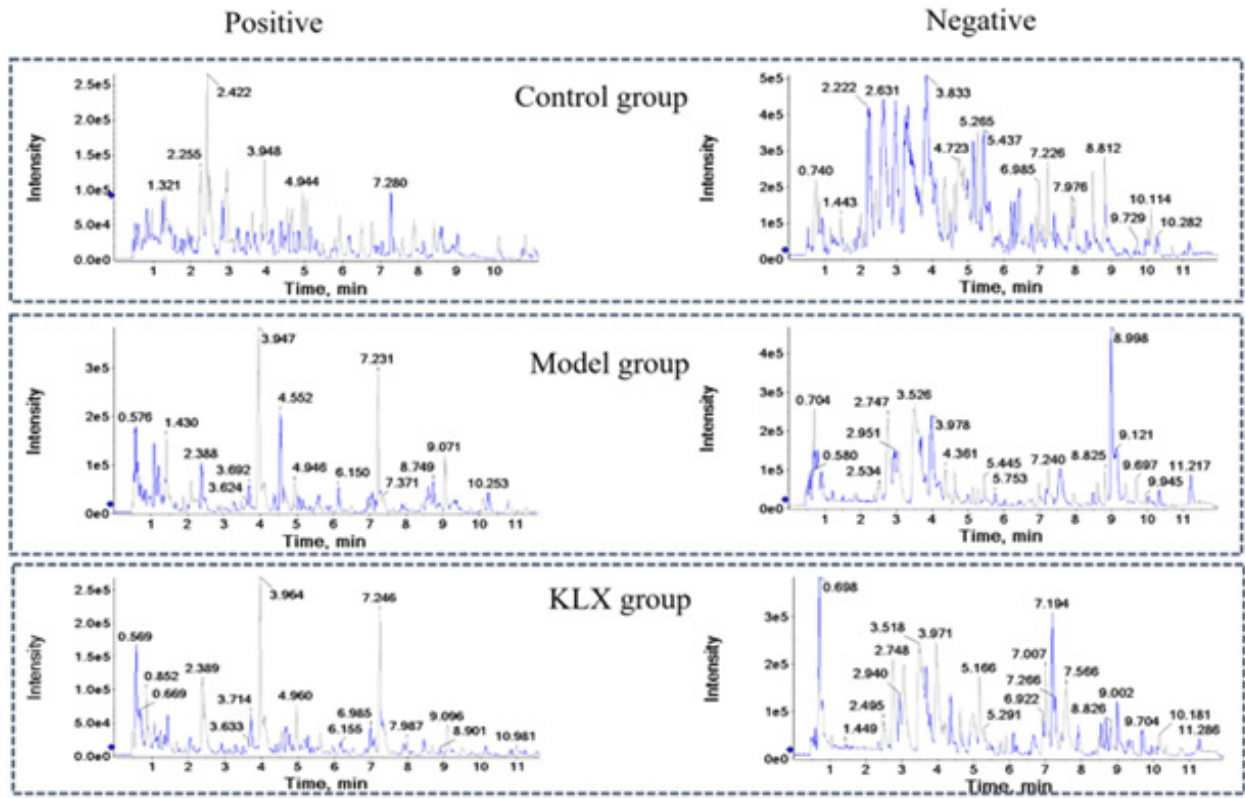 Positive
Negative
Control group
Intensity
2.5e5
2.0e5
1.5e5
1.0e5
5.0e4
0.0e0
1.321
2.255
2.422
3.948
4.944
7.280
1 2 3 4 5 6 7 8 9 10
Time, min
Intensity
5e5
4e5
3e5
2e5
1e5
0e0
0.740
1.443
2.222
2.631
3.833
4.723
5.265
5.437
6.985
7.226
7.976
8.812
9.729
10.114
10.282
1 2 3 4 5 6 7 8 9 10 11
Time, min
Model group
Intensity
3e5
2e5
1e5
0e0
0.576
1.430
2.388
3.692
3.624
3.947
4.552
4.946
6.150
7.231
7.371
8.749
9.071
10.253
1 2 3 4 5 6 7 8 9 10 11
Time, min
Intensity
4e5
3e5
2e5
1e5
0e0
0.704
0.580
2.534
2.747
2.951
3.526
3.978
4.361
5.445
5.753
7.240
8.825
8.998
9.121
9.697
9.945
11.217
1 2 3 4 5 6 7 8 9 10 11
Time, min
KLX group
Intensity
2.5e5
2.0e5
1.5e5
1.0e5
5.0e4
0.0e0
0.569
0.852
0.669
2.389
3.714
3.633
3.964
4.960
6.985
6.155
7.246
7.987
9.096
8.901
10.981
1 2 3 4 5 6 7 8 9 10 11
Time, min
Intensity
3e5
2e5
1e5
0e0
0.698
1.449
2.495
2.940
2.748
3.518
3.971
5.166
5.291
7.194
7.007
7.266
6.922
7.566
8.826
9.002
9.704
10.181
11.286
1 2 3 4 5 6 7 8 9 10 11
Time, min